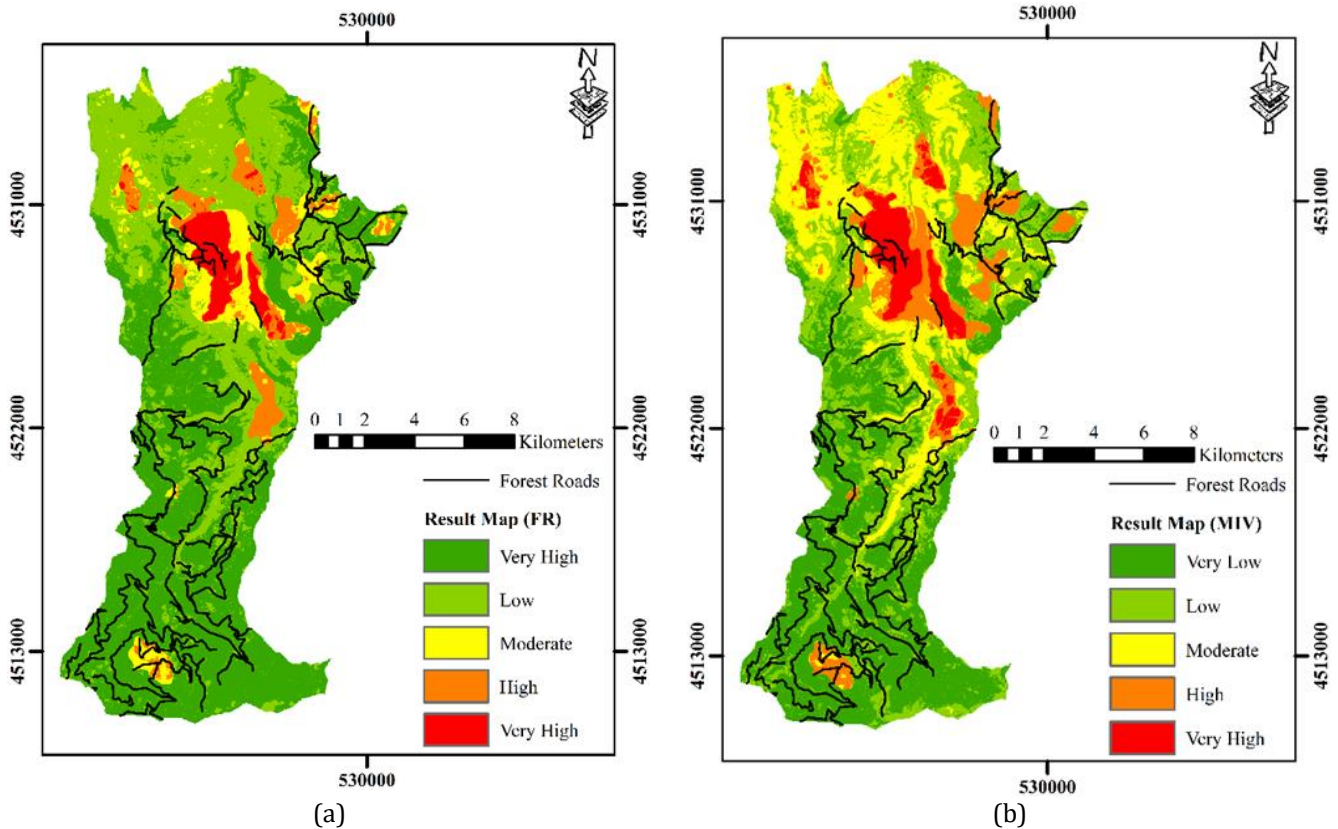 530000
N
4531000
4531000
4522000
4522000
4513000
4513000
0 1 2 4 6 8
Kilometers
Forest Roads
Result Map (FR)
Very High
Low
Moderate
High
Very High
530000
(a)
530000
N
4531000
4531000
4522000
4522000
4513000
4513000
0 1 2 4 6 8
Kilometers
Forest Roads
Result Map (MIV)
Very Low
Low
Moderate
High
Very High
530000
(b)